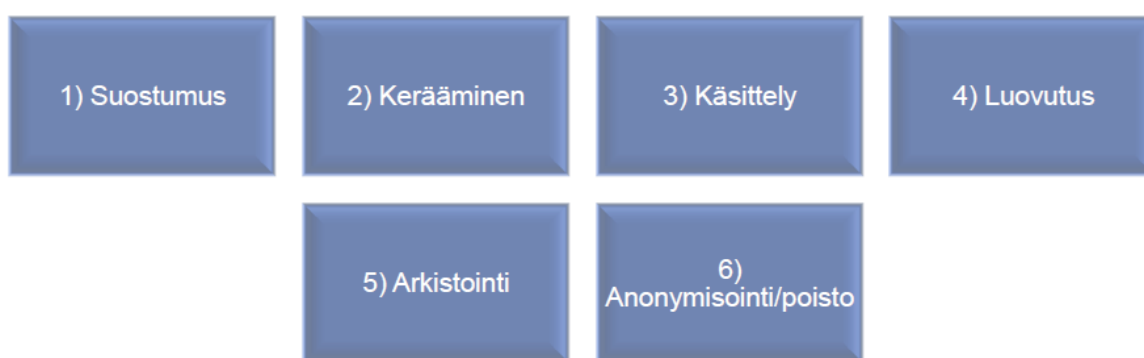 1) Suostumus
2) Kerääminen
3) Käsittely
4) Luovutus
5) Arkistointi
6)
Anonymisointi/poisto